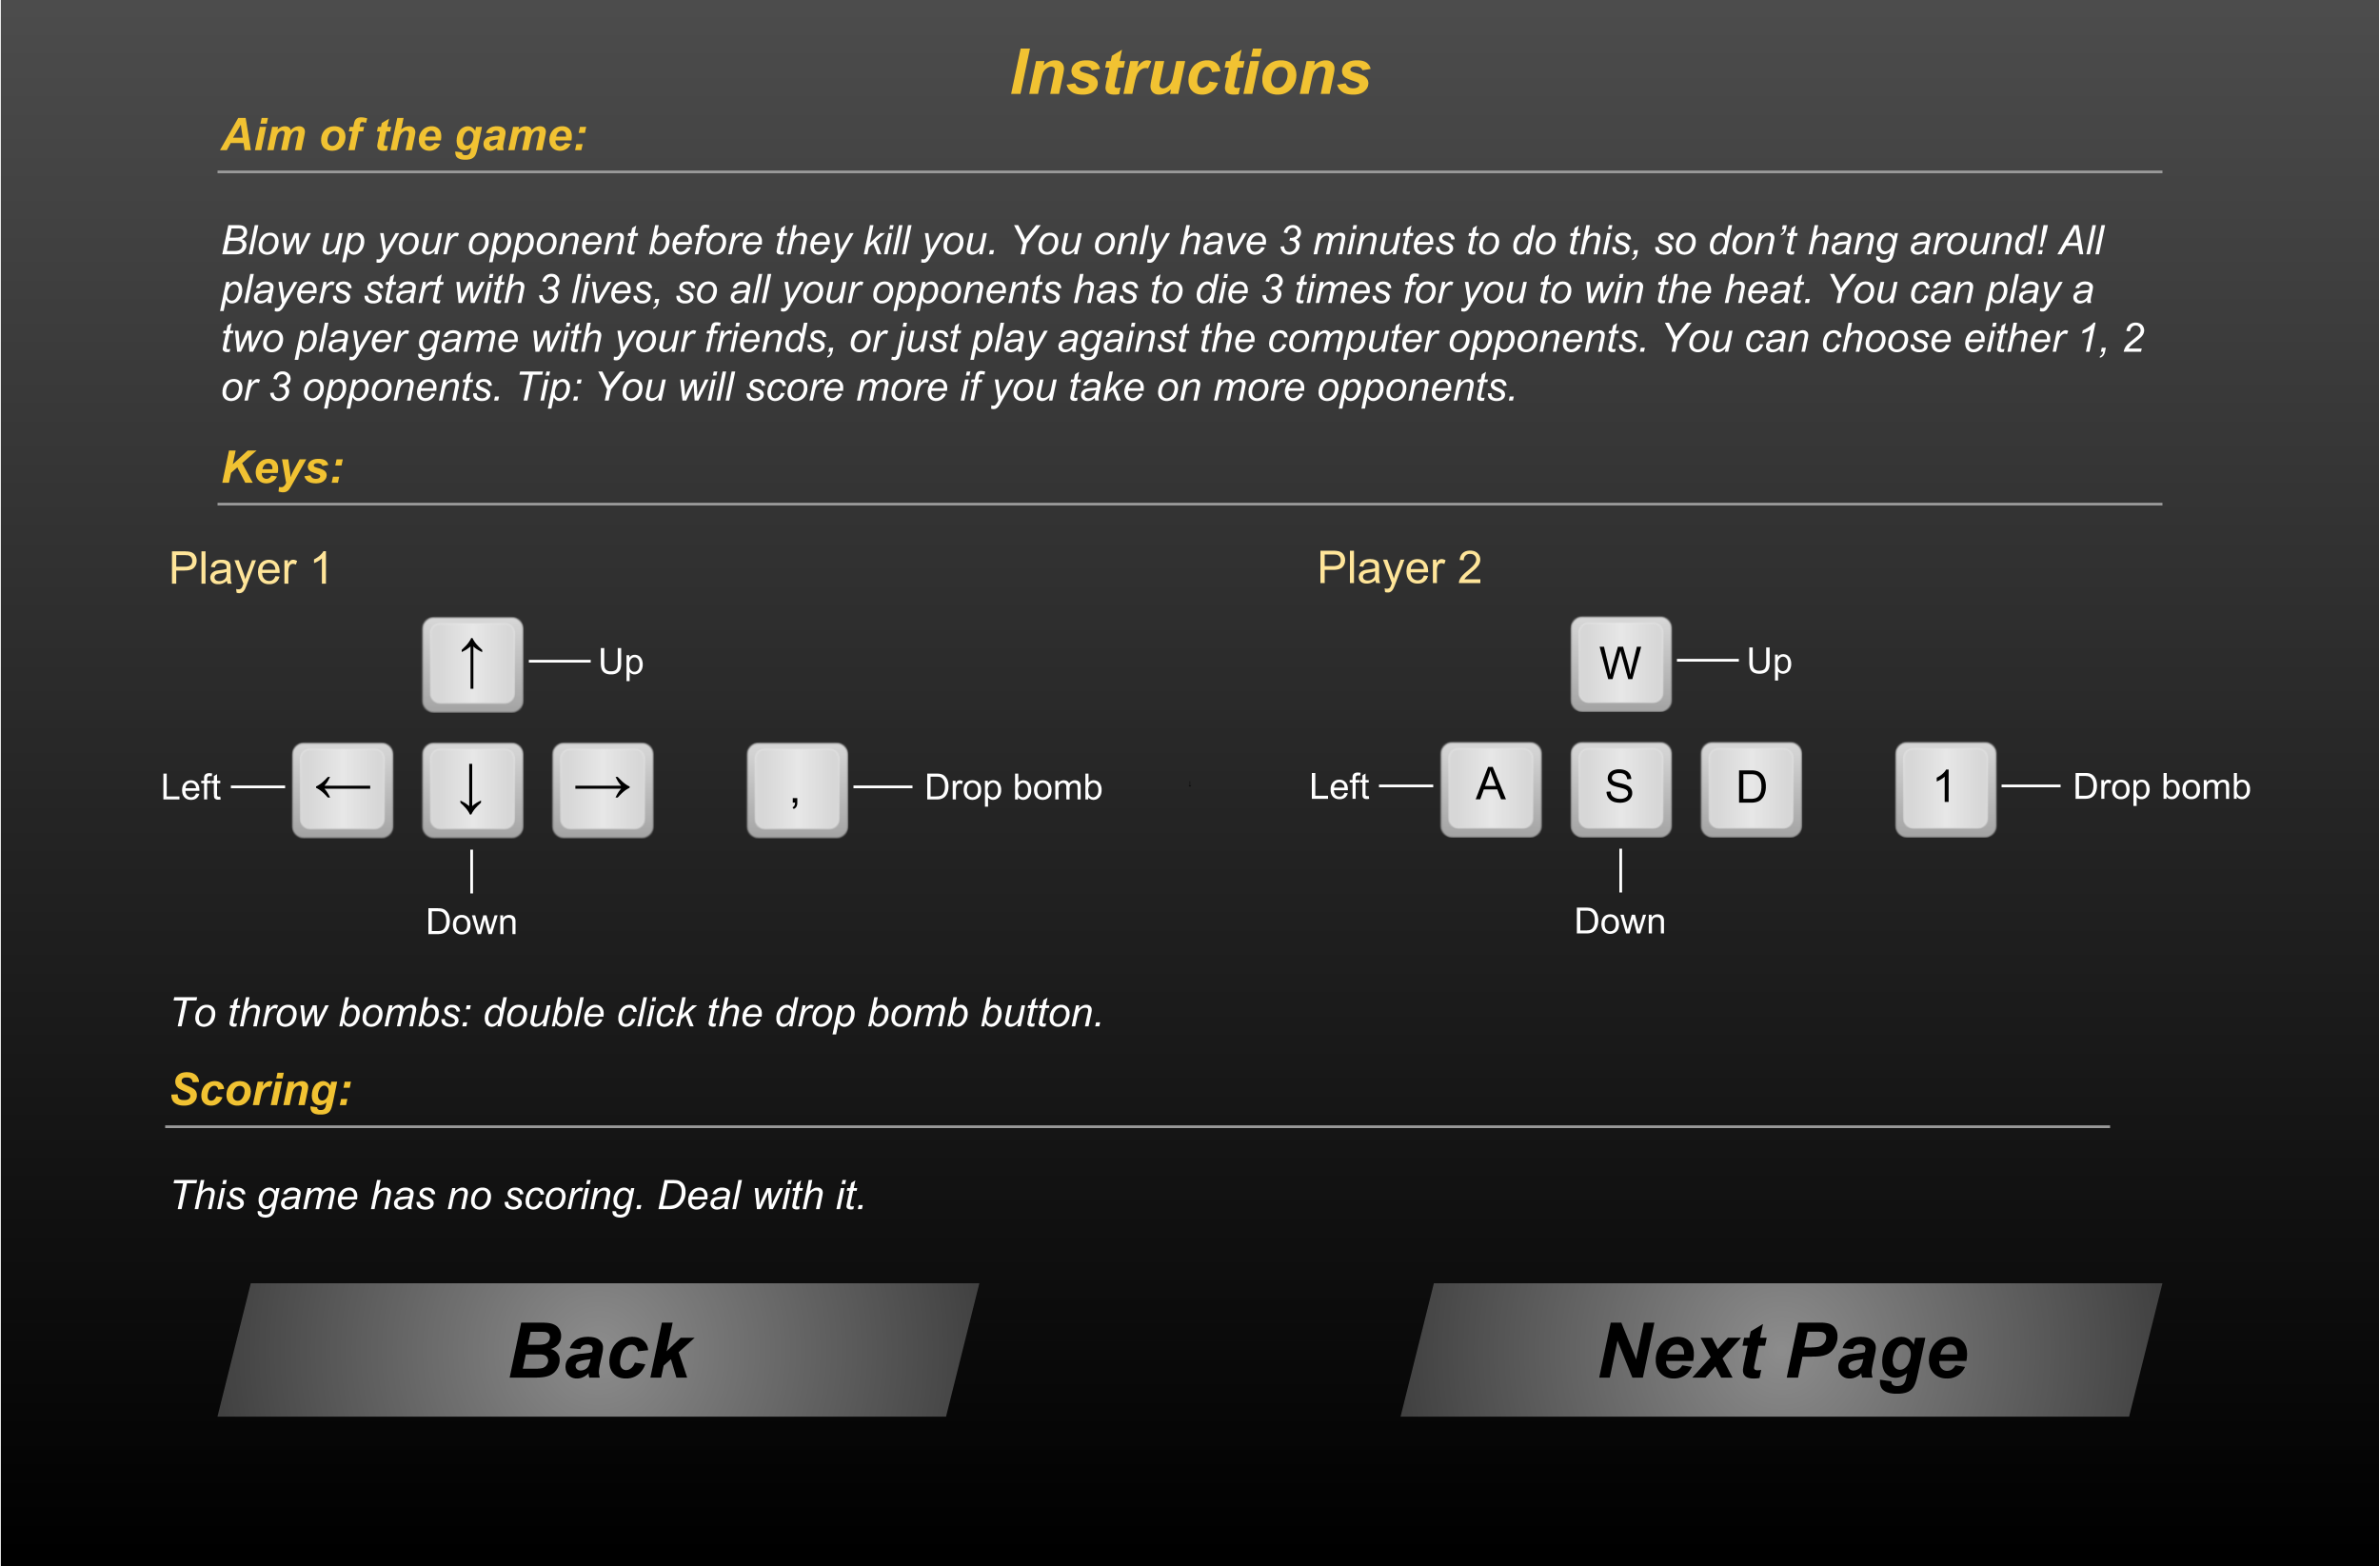 Instructions
Aim of the game:
Blow up your opponent before they kill you. You only have 3 minutes to do this, so don’t hang around! All
players start with 3 lives, so all your opponents has to die 3 times for you to win the heat. You can play a
two player game with your friends, or just play against the computer opponents. You can choose either 1, 2
or 3 opponents. Tip: You will score more if you take on more opponents.
Keys:
Player 1
↑ Up
Left ← ↓ → , Drop bomb
Down
Player 2
W Up
Left A S D 1 Drop bomb
Down
To throw bombs: double click the drop bomb button.
Scoring:
This game has no scoring. Deal with it.
Back
Next Page